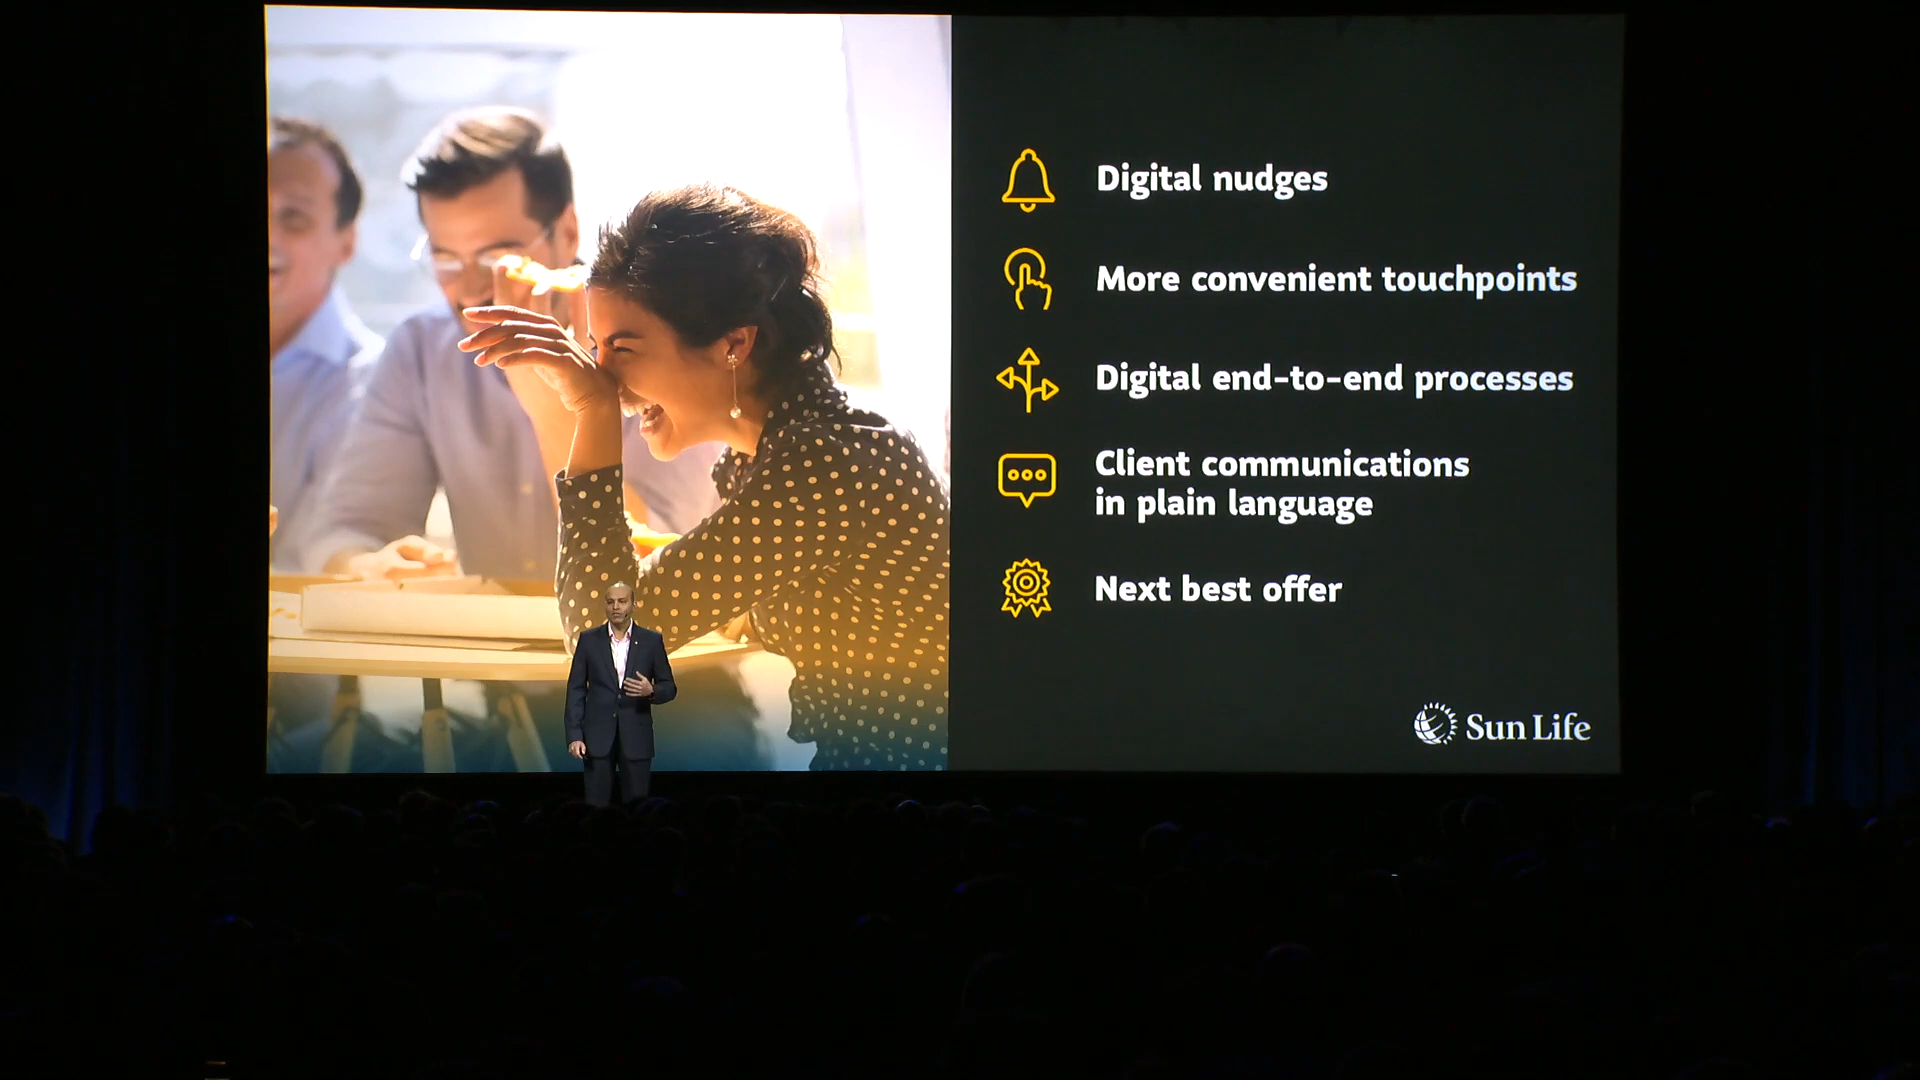 Digital nudges
More convenient touchpoints
Digital end-to-end processes
Client communications
in plain language
Next best offer
Sun Life